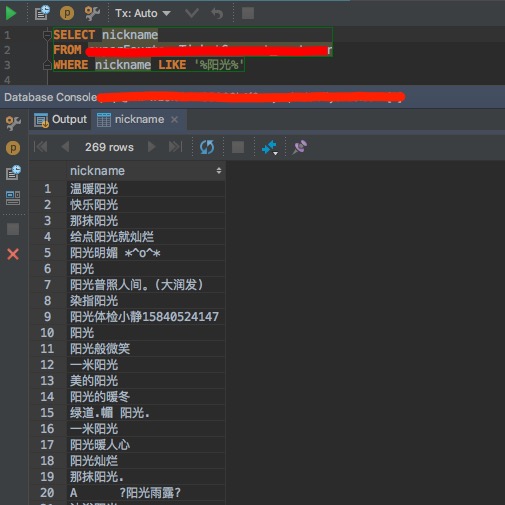 Tx: Auto
1 SELECT nickname
2 FROM
3 WHERE nickname LIKE '%阳光%'
4
Database Console
Output nickname
269 rows
nickname
1 温暖阳光
2 快乐阳光
3 那抹阳光
4 给点阳光就灿烂
5 阳光明媚 *^o^*
6 阳光
7 阳光普照人间。(大润发)
8 染指阳光
9 阳光体检小静15840524147
10 阳光
11 阳光般微笑
12 一米阳光
13 美的阳光
14 阳光的暖冬
15 绿道. 阳光.
16 一米阳光
17 阳光暖人心
18 阳光灿烂
19 那抹阳光.
20 A ?阳光雨露?